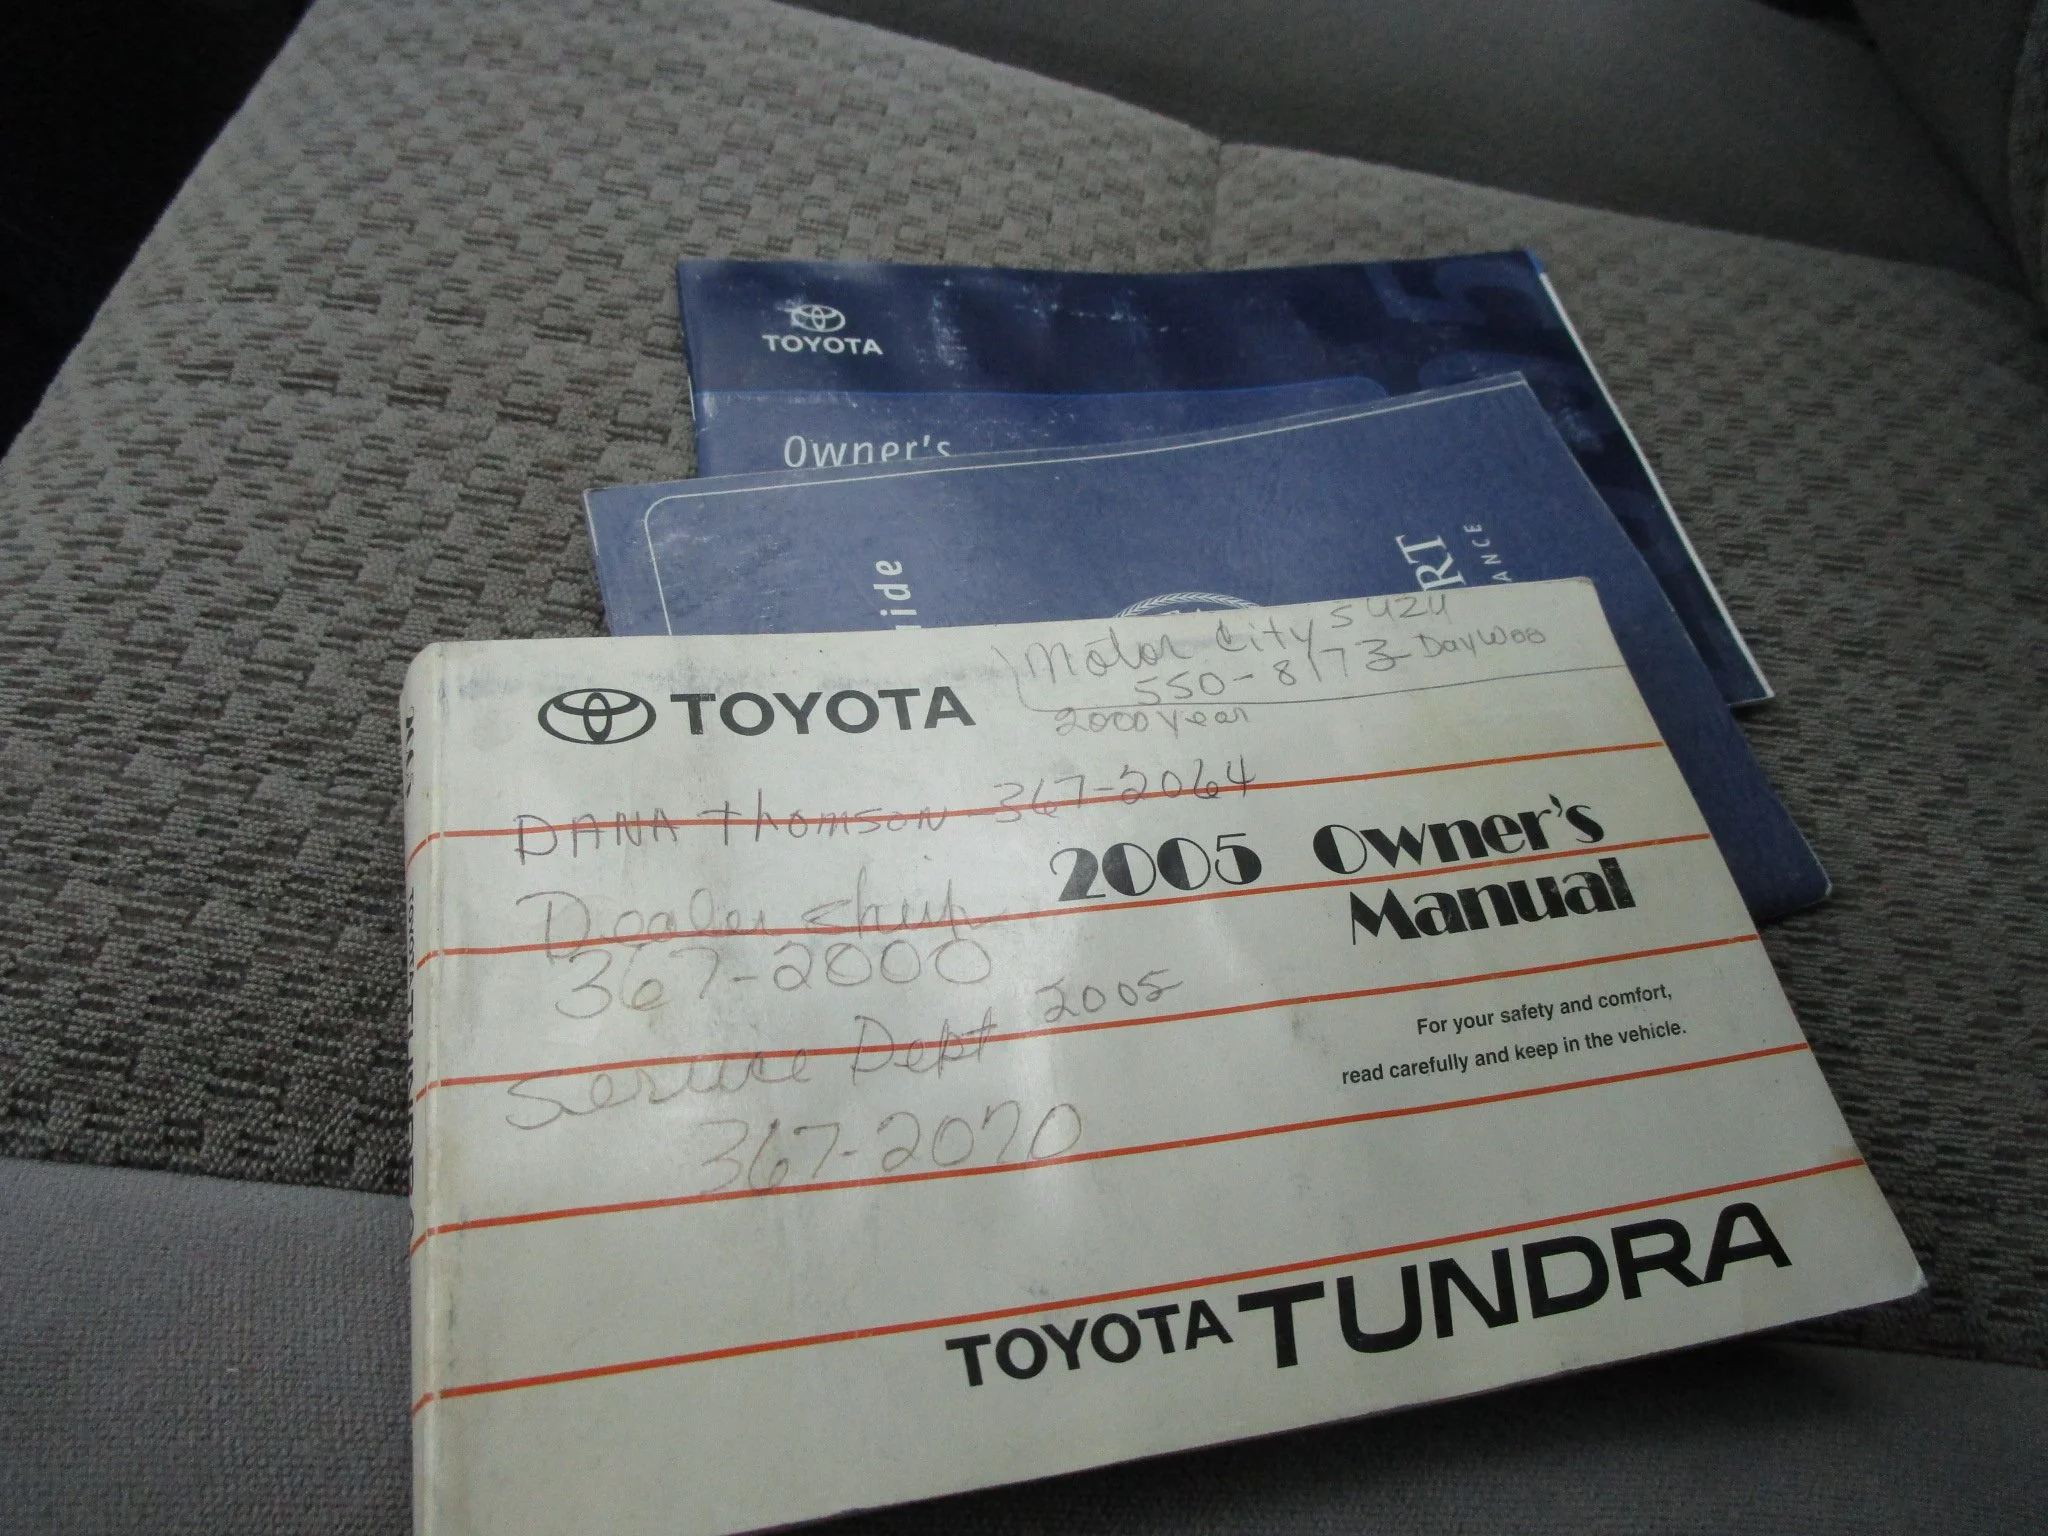 TOYOTA
Owner's
RT
ANCE
ide
Motor City SUZU
550-8173 DayWoo
2000 year
TOYOTA
DANA Thomson 367-2064
2005 Owner's
Manual
Dealership
367-2000
Service Dept 2005
367-2070
For your safety and comfort,
read carefully and keep in the vehicle.
TOYOTA TUNDRA